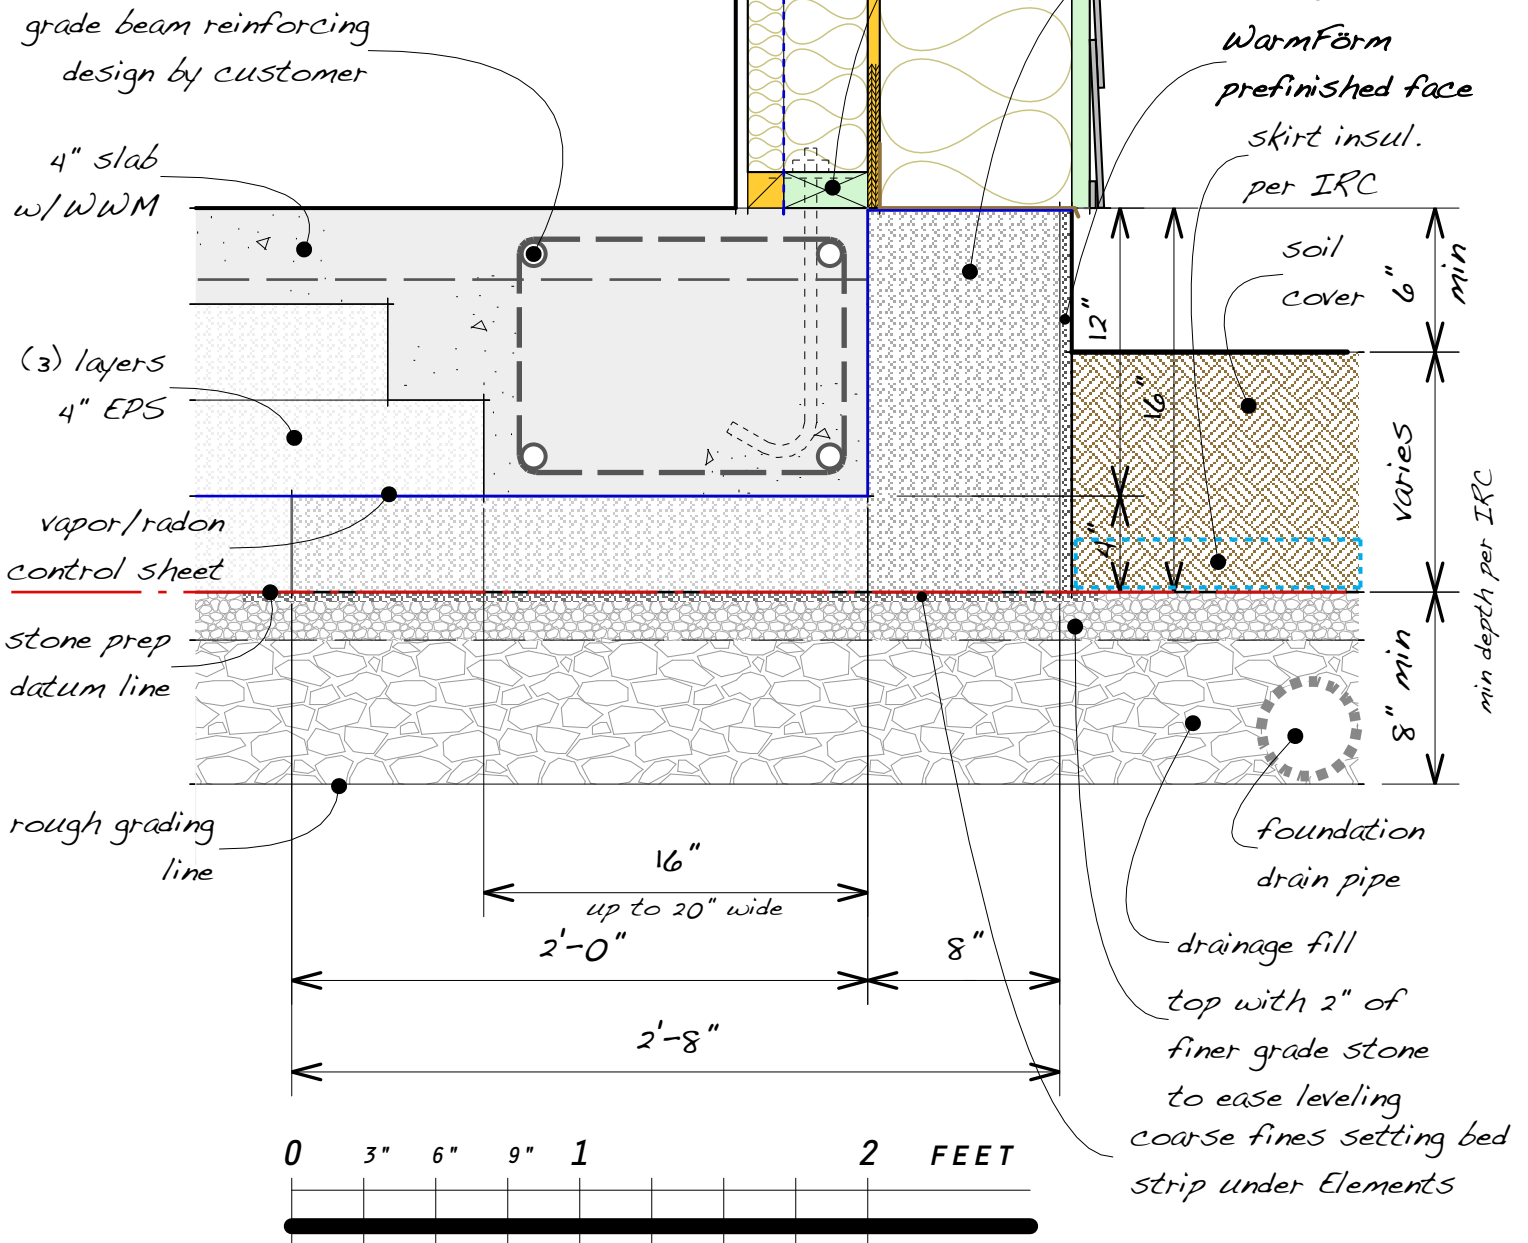 grade beam reinforcing
design by customer
4" slab
w/WWM
(3) layers
4" EPS
vapor/radon
control sheet
stone prep
datum line
rough grading
line
WarmFörm
prefinished face
skirt insul.
per IRC
soil
cover
6"
min
12"
16"
4"
varies
8" min
min depth per IRC
foundation
drain pipe
drainage fill
top with 2" of
finer grade stone
to ease leveling
coarse fines setting bed
strip under Elements
16"
up to 20" wide
2'-0"
8"
2'-8"
0 3" 6" 9" 1 2 FEET